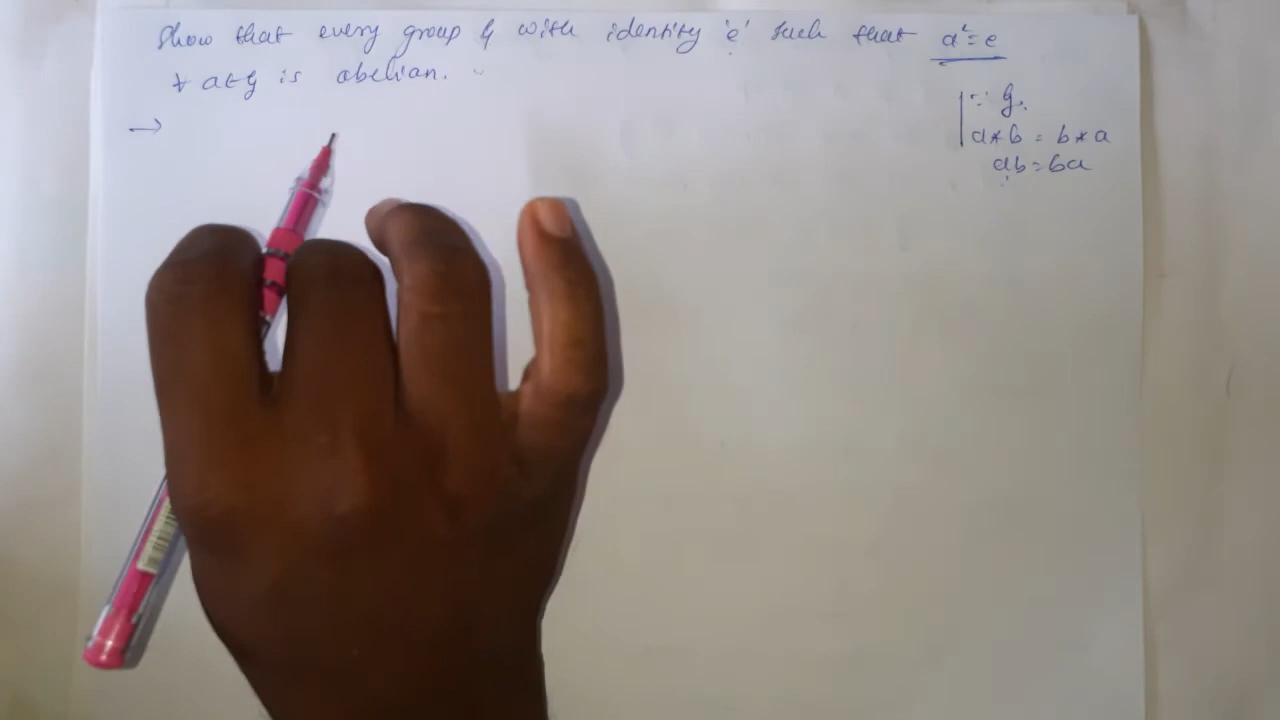 Show that every group G with identity 'e' such that a² = e
∀ a∈G is abelian.
→
∵ G.
a * b = b * a
ab = ba